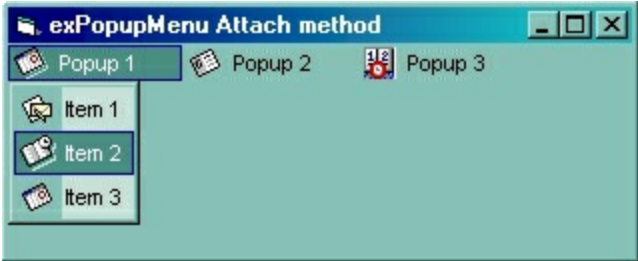 exPopupMenu Attach method
Popup 1 Popup 2 Popup 3
Item 1
Item 2
Item 3